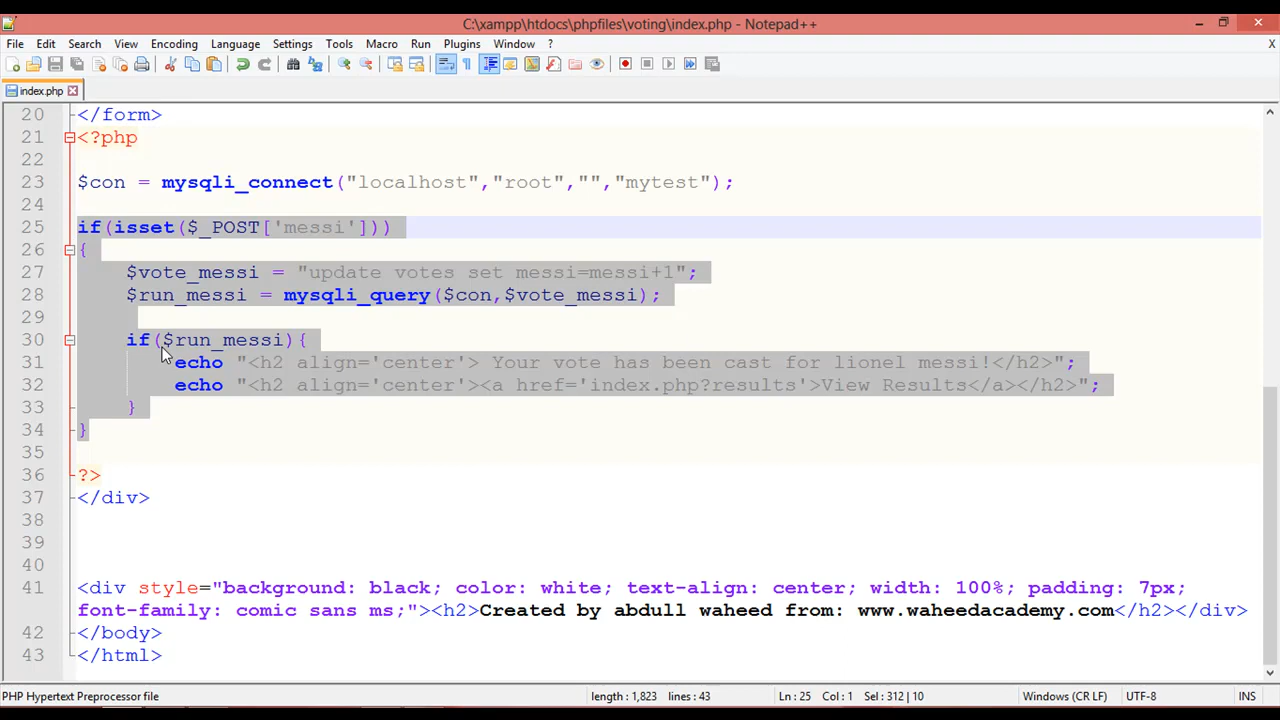 C:\xampp\htdocs\phpfiles\voting\index.php - Notepad++
File Edit Search View Encoding Language Settings Tools Macro Run Plugins Window ? X
index.php
20 </form>
21 <?php
22
23 $con = mysqli_connect("localhost","root","","mytest");
24
25 if(isset($_POST['messi']))
26 {
27 $vote_messi = "update votes set messi=messi+1";
28 $run_messi = mysqli_query($con,$vote_messi);
29
30 if($run_messi){
31 echo "<h2 align='center'> Your vote has been cast for lionel messi!</h2>";
32 echo "<h2 align='center'><a href='index.php?results'>View Results</a></h2>";
33 }
34 }
35
36 ?>
37 </div>
38
39
40
41 <div style="background: black; color: white; text-align: center; width: 100%; padding: 7px;
font-family: comic sans ms;"><h2>Created by abdull waheed from: www.waheedacademy.com</h2></div>
42 </body>
43 </html>
PHP Hypertext Preprocessor file length : 1,823 lines : 43 Ln : 25 Col : 1 Sel : 312 | 10 Windows (CR LF) UTF-8 INS